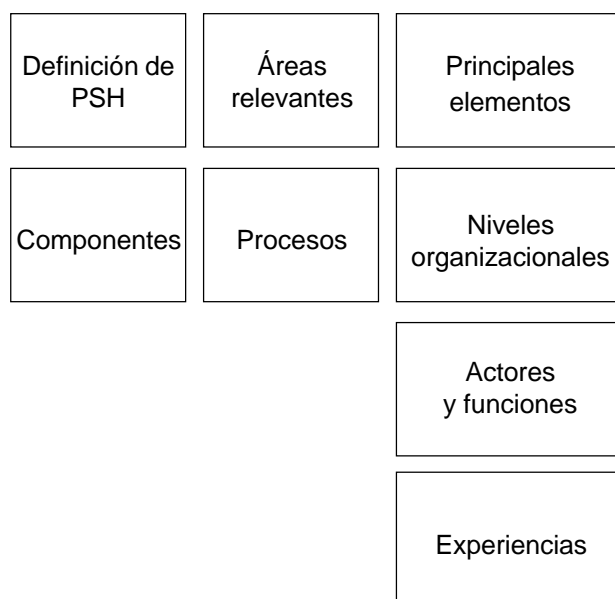 Definición de
PSH
Áreas
relevantes
Principales
elementos
Componentes
Procesos
Niveles
organizacionales
Actores
y funciones
Experiencias